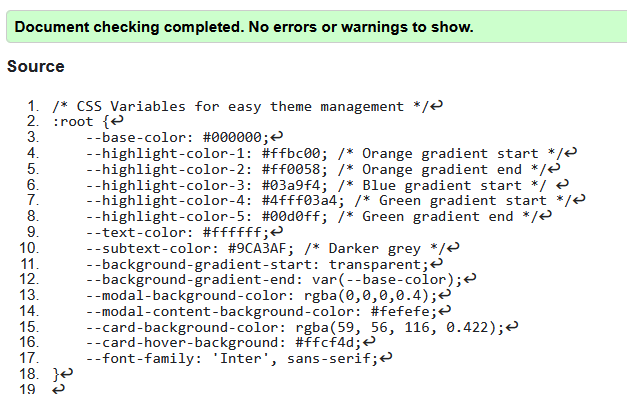 Document checking completed. No errors or warnings to show.
Source
1. /* CSS Variables for easy theme management */↩
2. :root {↩
3.     --base-color: #000000;↩
4.     --highlight-color-1: #ffbc00; /* Orange gradient start */↩
5.     --highlight-color-2: #ff0058; /* Orange gradient end */↩
6.     --highlight-color-3: #03a9f4; /* Blue gradient start */ ↩
7.     --highlight-color-4: #4fff03a4; /* Green gradient start */↩
8.     --highlight-color-5: #00d0ff; /* Green gradient end */↩
9.     --text-color: #ffffff;↩
10.     --subtext-color: #9CA3AF; /* Darker grey */↩
11.     --background-gradient-start: transparent;↩
12.     --background-gradient-end: var(--base-color);↩
13.     --modal-background-color: rgba(0,0,0,0.4);↩
14.     --modal-content-background-color: #fefefe;↩
15.     --card-background-color: rgba(59, 56, 116, 0.422);↩
16.     --card-hover-background: #ffcf4d;↩
17.     --font-family: 'Inter', sans-serif;↩
18. }↩
19 ↩